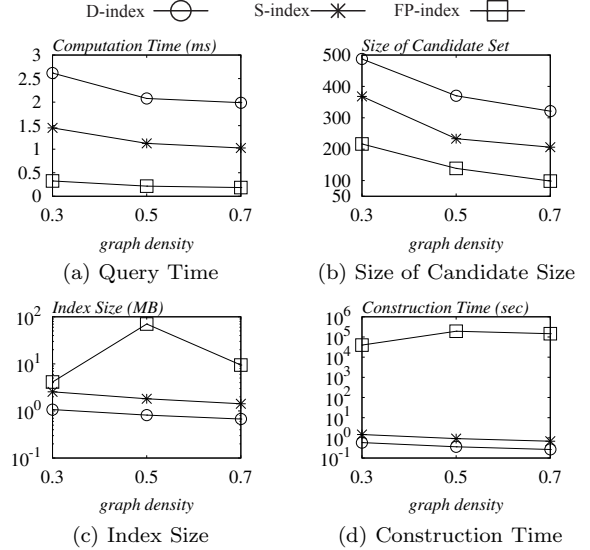 D-index S-index FP-index
Computation Time (ms)
3
2.5
2
1.5
1
0.5
0
0.3 0.5 0.7
graph density
(a) Query Time
Size of Candidate Set
500
400
300
200
100
50
0.3 0.5 0.7
graph density
(b) Size of Candidate Size
Index Size (MB)
10^2
10^1
10^0
10^-1
0.3 0.5 0.7
graph density
(c) Index Size
Construction Time (sec)
10^6
10^5
10^4
10^3
10^2
10^1
10^0
10^-1
0.3 0.5 0.7
graph density
(d) Construction Time